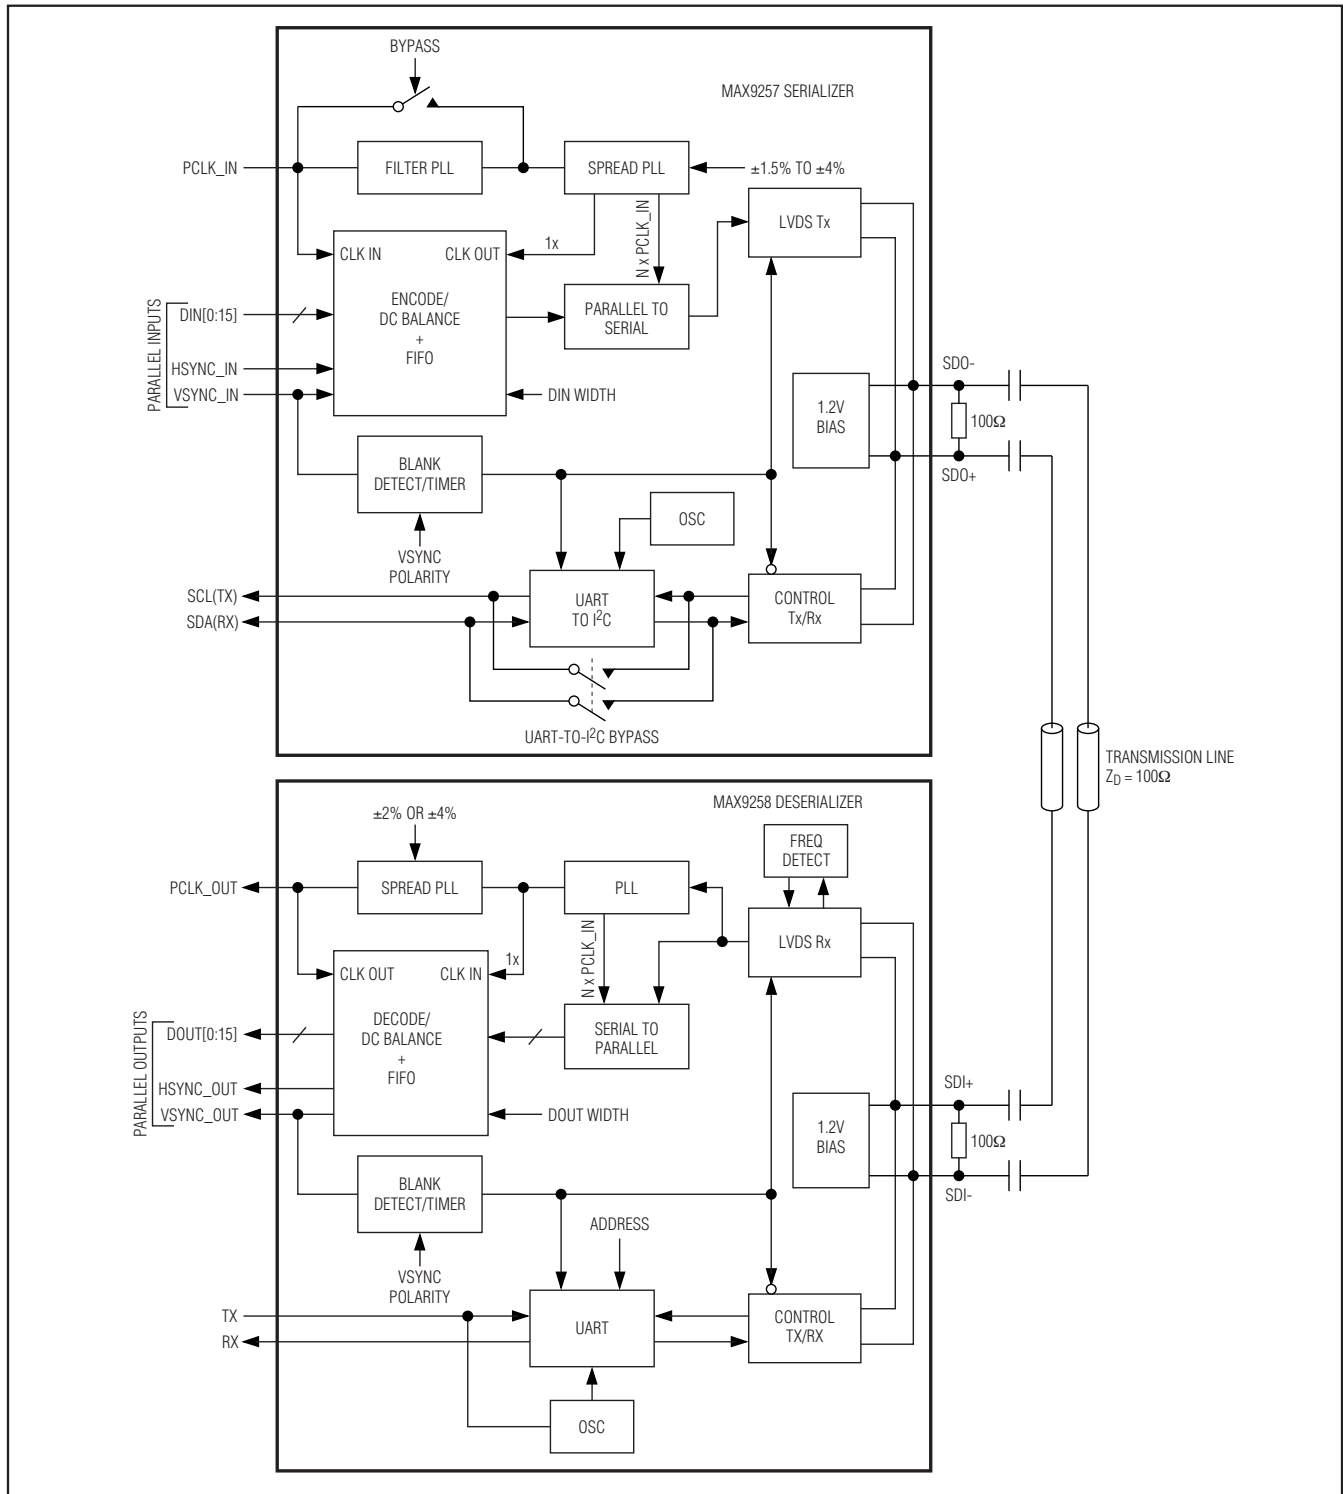 BYPASS
MAX9257 SERIALIZER
PCLK_IN
FILTER PLL
SPREAD PLL
±1.5% TO ±4%
N x PCLK_IN
LVDS Tx
CLK IN
CLK OUT
1x
PARALLEL INPUTS
DIN[0:15]
ENCODE/
DC BALANCE
+
FIFO
PARALLEL TO
SERIAL
HSYNC_IN
VSYNC_IN
DIN WIDTH
1.2V
BIAS
SDO-
100Ω
SDO+
BLANK
DETECT/TIMER
OSC
VSYNC
POLARITY
SCL(TX)
SDA(RX)
UART
TO I²C
CONTROL
Tx/Rx
UART-TO-I²C BYPASS
TRANSMISSION LINE
Z_D = 100Ω
MAX9258 DESERIALIZER
±2% OR ±4%
FREQ
DETECT
PCLK_OUT
SPREAD PLL
PLL
N x PCLK_IN
LVDS Rx
CLK OUT
CLK IN
1x
PARALLEL OUTPUTS
DOUT[0:15]
DECODE/
DC BALANCE
+
FIFO
SERIAL TO
PARALLEL
HSYNC_OUT
VSYNC_OUT
DOUT WIDTH
1.2V
BIAS
SDI+
100Ω
SDI-
BLANK
DETECT/TIMER
ADDRESS
VSYNC
POLARITY
TX
RX
UART
CONTROL
TX/RX
OSC